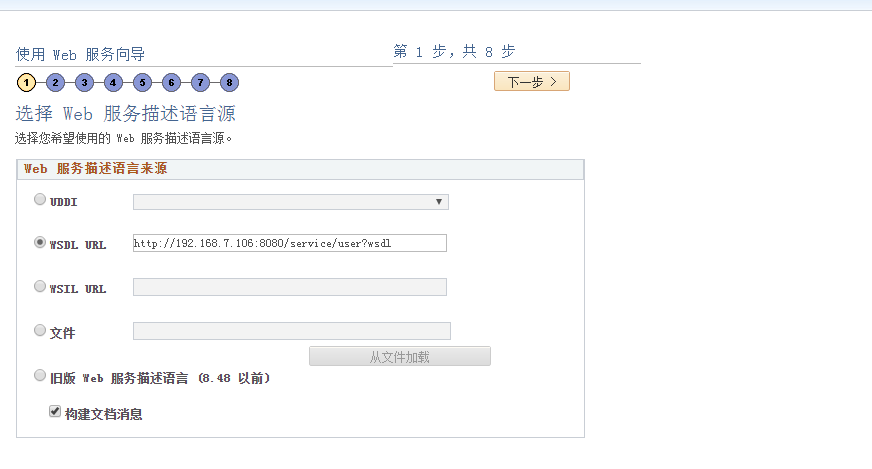 使用 Web 服务向导
第 1 步，共 8 步
1 2 3 4 5 6 7 8
下一步 >
选择 Web 服务描述语言源
选择您希望使用的 Web 服务描述语言源。
Web 服务描述语言来源
UDDI
WSDL URL http://192.168.7.106:8080/service/user?wsdl
WSIL URL
文件
从文件加载
旧版 Web 服务描述语言 (8.48 以前)
构建文档消息